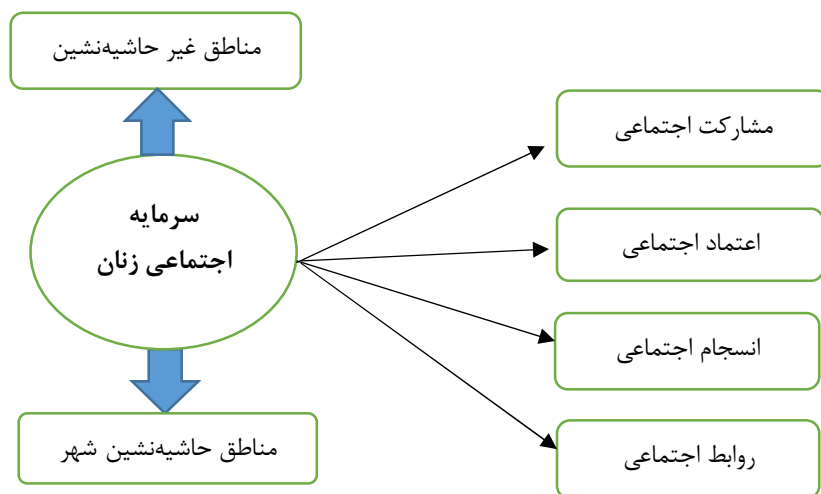 مناطق غیر حاشیه‌نشین
سرمایه
اجتماعی زنان
مناطق حاشیه‌نشین شهر
مشارکت اجتماعی
اعتماد اجتماعی
انسجام اجتماعی
روابط اجتماعی